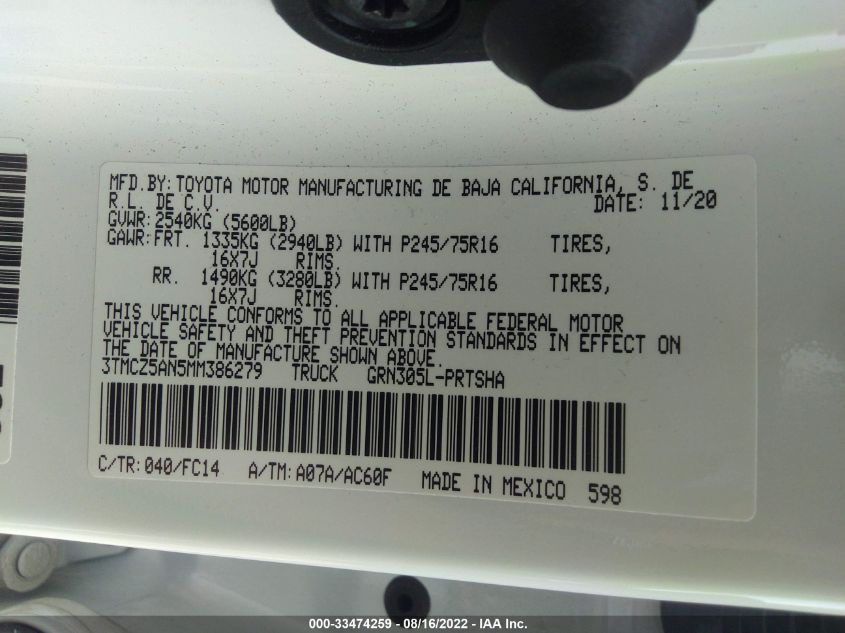 MFD.BY:TOYOTA MOTOR MANUFACTURING DE BAJA CALIFORNIA, S. DE
R.L. DE C.V. DATE: 11/20
GVWR:2540KG (5600LB)
GAWR:FRT. 1335KG (2940LB) WITH P245/75R16 TIRES,
16X7J RIMS.
RR. 1490KG (3280LB) WITH P245/75R16 TIRES,
16X7J RIMS.
THIS VEHICLE CONFORMS TO ALL APPLICABLE FEDERAL MOTOR
VEHICLE SAFETY AND THEFT PREVENTION STANDARDS IN EFFECT ON
THE DATE OF MANUFACTURE SHOWN ABOVE.
3TMCZ5AN5MM386279 TRUCK GRN305L-PRTSHA
C/TR:040/FC14 A/TM:A07A/AC60F MADE IN MEXICO 598
000-33474259 - 08/16/2022 - IAA Inc.